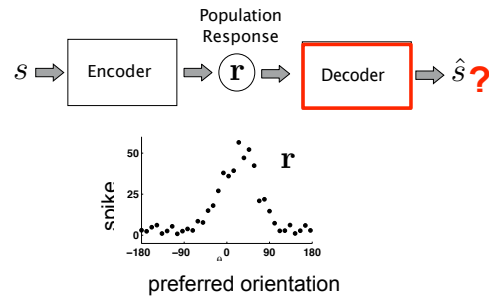 Population
Response
s
Encoder
r
Decoder
ŝ ?
r
50
25
0
spike
-180
-90
0
90
180
preferred orientation